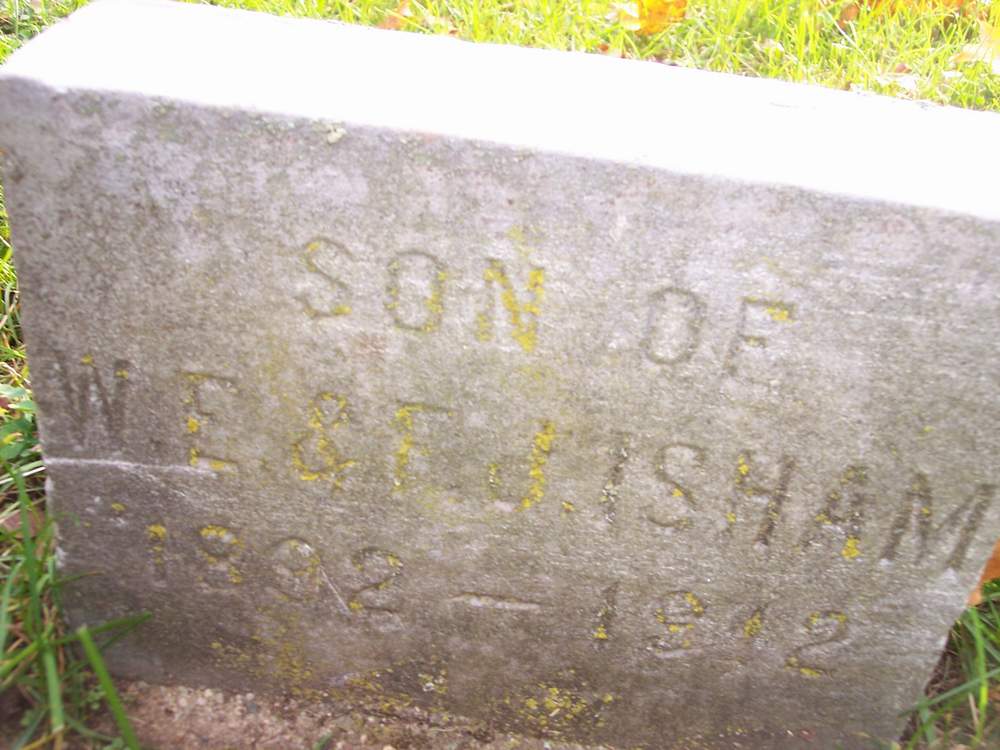 SON OF
W. E. & F. J. ISHAM
1892 – 1912